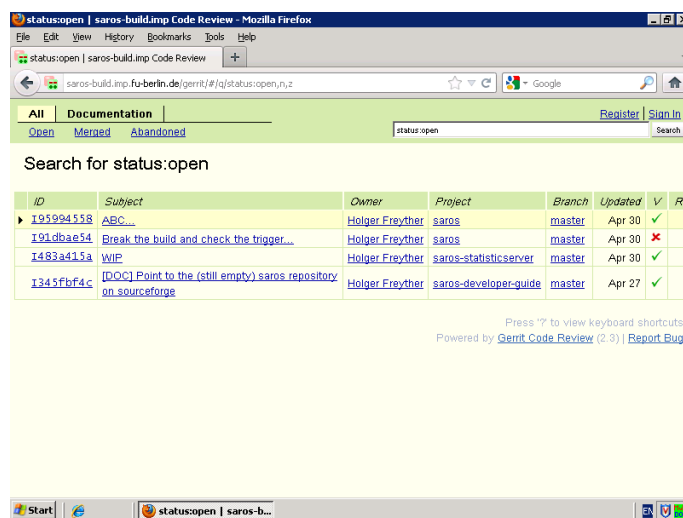 status:open | saros-build.imp Code Review - Mozilla Firefox
File Edit View History Bookmarks Tools Help
status:open | saros-build.imp Code Review
saros-build.imp.fu-berlin.de/gerrit/#/q/status:open,n,z
Google
All Documentation
Register Sign In
Open Merged Abandoned
status:open
Search
Search for status:open
ID Subject Owner Project Branch Updated V R
I95994558 ABC... Holger Freyther saros master Apr 30
I91dbae54 Break the build and check the trigger... Holger Freyther saros master Apr 30
I483a415a WIP Holger Freyther saros-statisticserver master Apr 30
I345fbf4c [DOC] Point to the (still empty) saros repository on sourceforge Holger Freyther saros-developer-guide master Apr 27
Press '?' to view keyboard shortcuts
Powered by Gerrit Code Review (2.3) | Report Bug
Start
status:open | saros-b...
EN